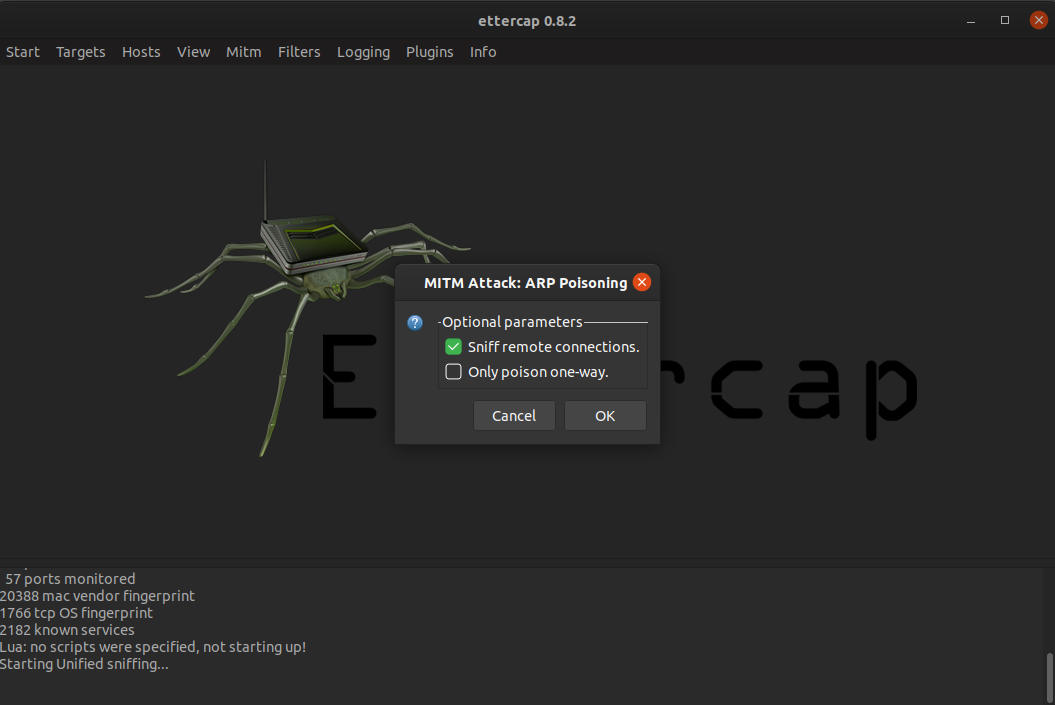 ettercap 0.8.2
Start Targets Hosts View Mitm Filters Logging Plugins Info
MITM Attack: ARP Poisoning
Optional parameters
Sniff remote connections.
Only poison one-way.
Cancel OK
E rcap
57 ports monitored
20388 mac vendor fingerprint
1766 tcp OS fingerprint
2182 known services
Lua: no scripts were specified, not starting up!
Starting Unified sniffing...